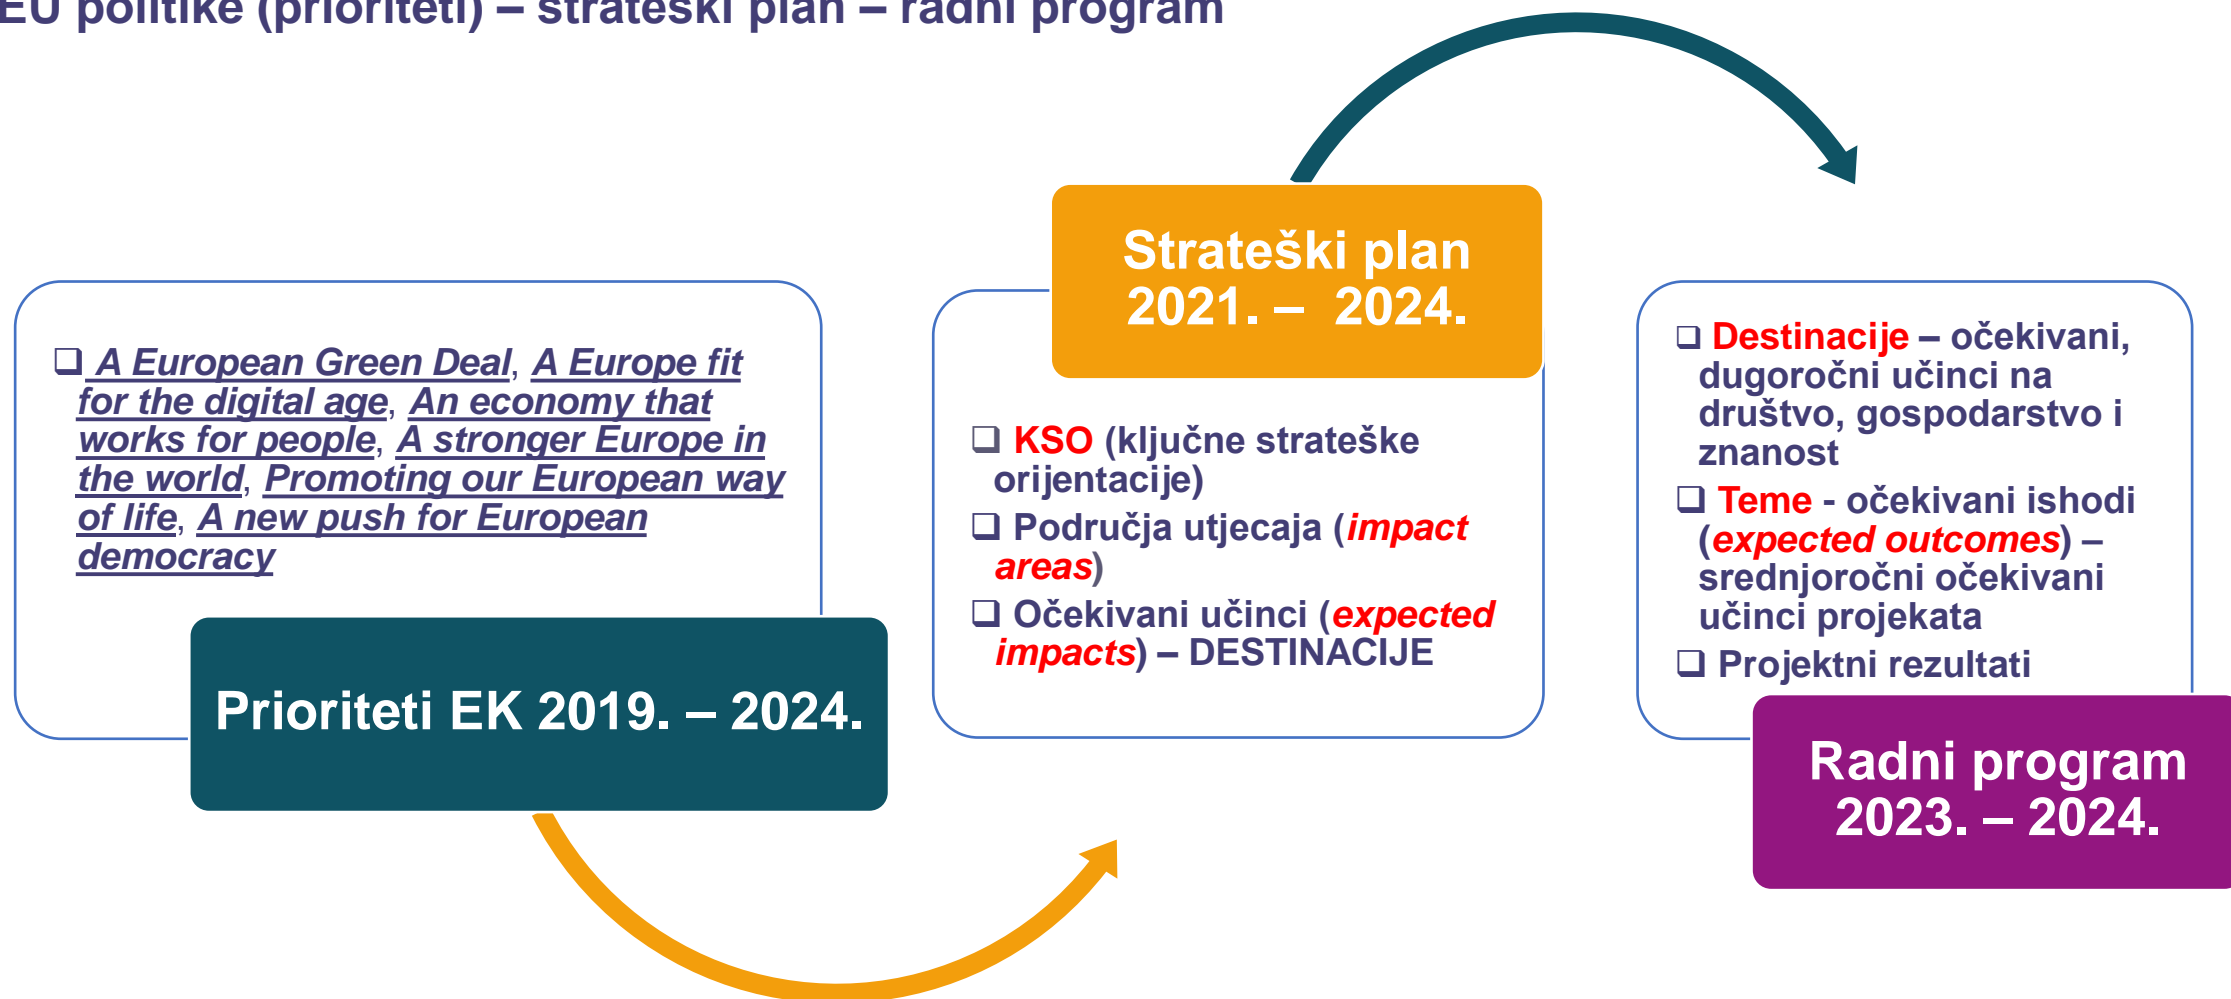 EU politike (prioriteti) – strateški plan – radni program
A European Green Deal, A Europe fit
for the digital age, An economy that
works for people, A stronger Europe in
the world, Promoting our European way
of life, A new push for European
democracy
Prioriteti EK 2019. – 2024.
Strateški plan
2021. – 2024.
KSO (ključne strateške
orijentacije)
Područja utjecaja (impact
areas)
Očekivani učinci (expected
impacts) – DESTINACIJE
Destinacije – očekivani,
dugoročni učinci na
društvo, gospodarstvo i
znanost
Teme - očekivani ishodi
(expected outcomes) –
srednjoročni očekivani
učinci projekata
Projektni rezultati
Radni program
2023. – 2024.